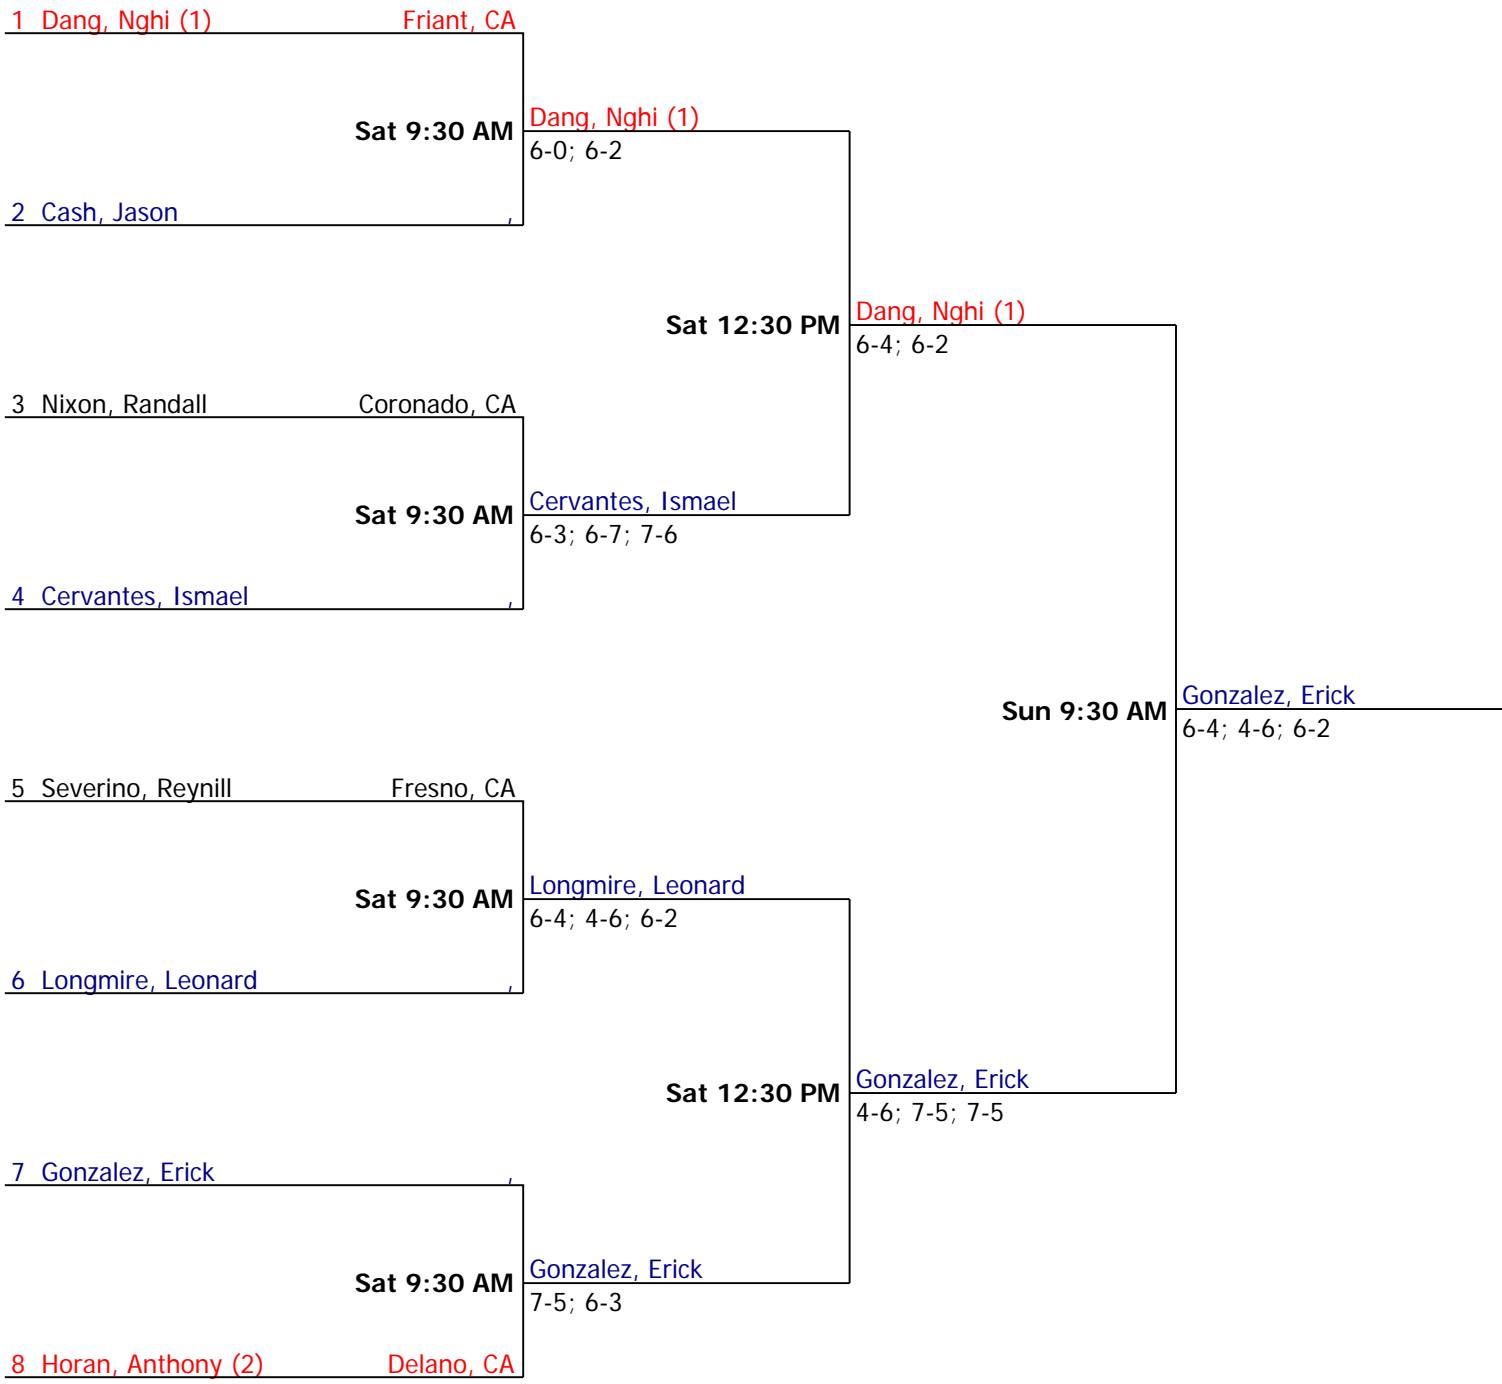 1 Dang, Nghi (1) Friant, CA
Sat 9:30 AM
Dang, Nghi (1)
6-0; 6-2
2 Cash, Jason ,
Sat 12:30 PM
Dang, Nghi (1)
6-4; 6-2
3 Nixon, Randall Coronado, CA
Sat 9:30 AM
Cervantes, Ismael
6-3; 6-7; 7-6
4 Cervantes, Ismael ,
Sun 9:30 AM
Gonzalez, Erick
6-4; 4-6; 6-2
5 Severino, Reynill Fresno, CA
Sat 9:30 AM
Longmire, Leonard
6-4; 4-6; 6-2
6 Longmire, Leonard ,
Sat 12:30 PM
Gonzalez, Erick
4-6; 7-5; 7-5
7 Gonzalez, Erick ,
Sat 9:30 AM
Gonzalez, Erick
7-5; 6-3
8 Horan, Anthony (2) Delano, CA